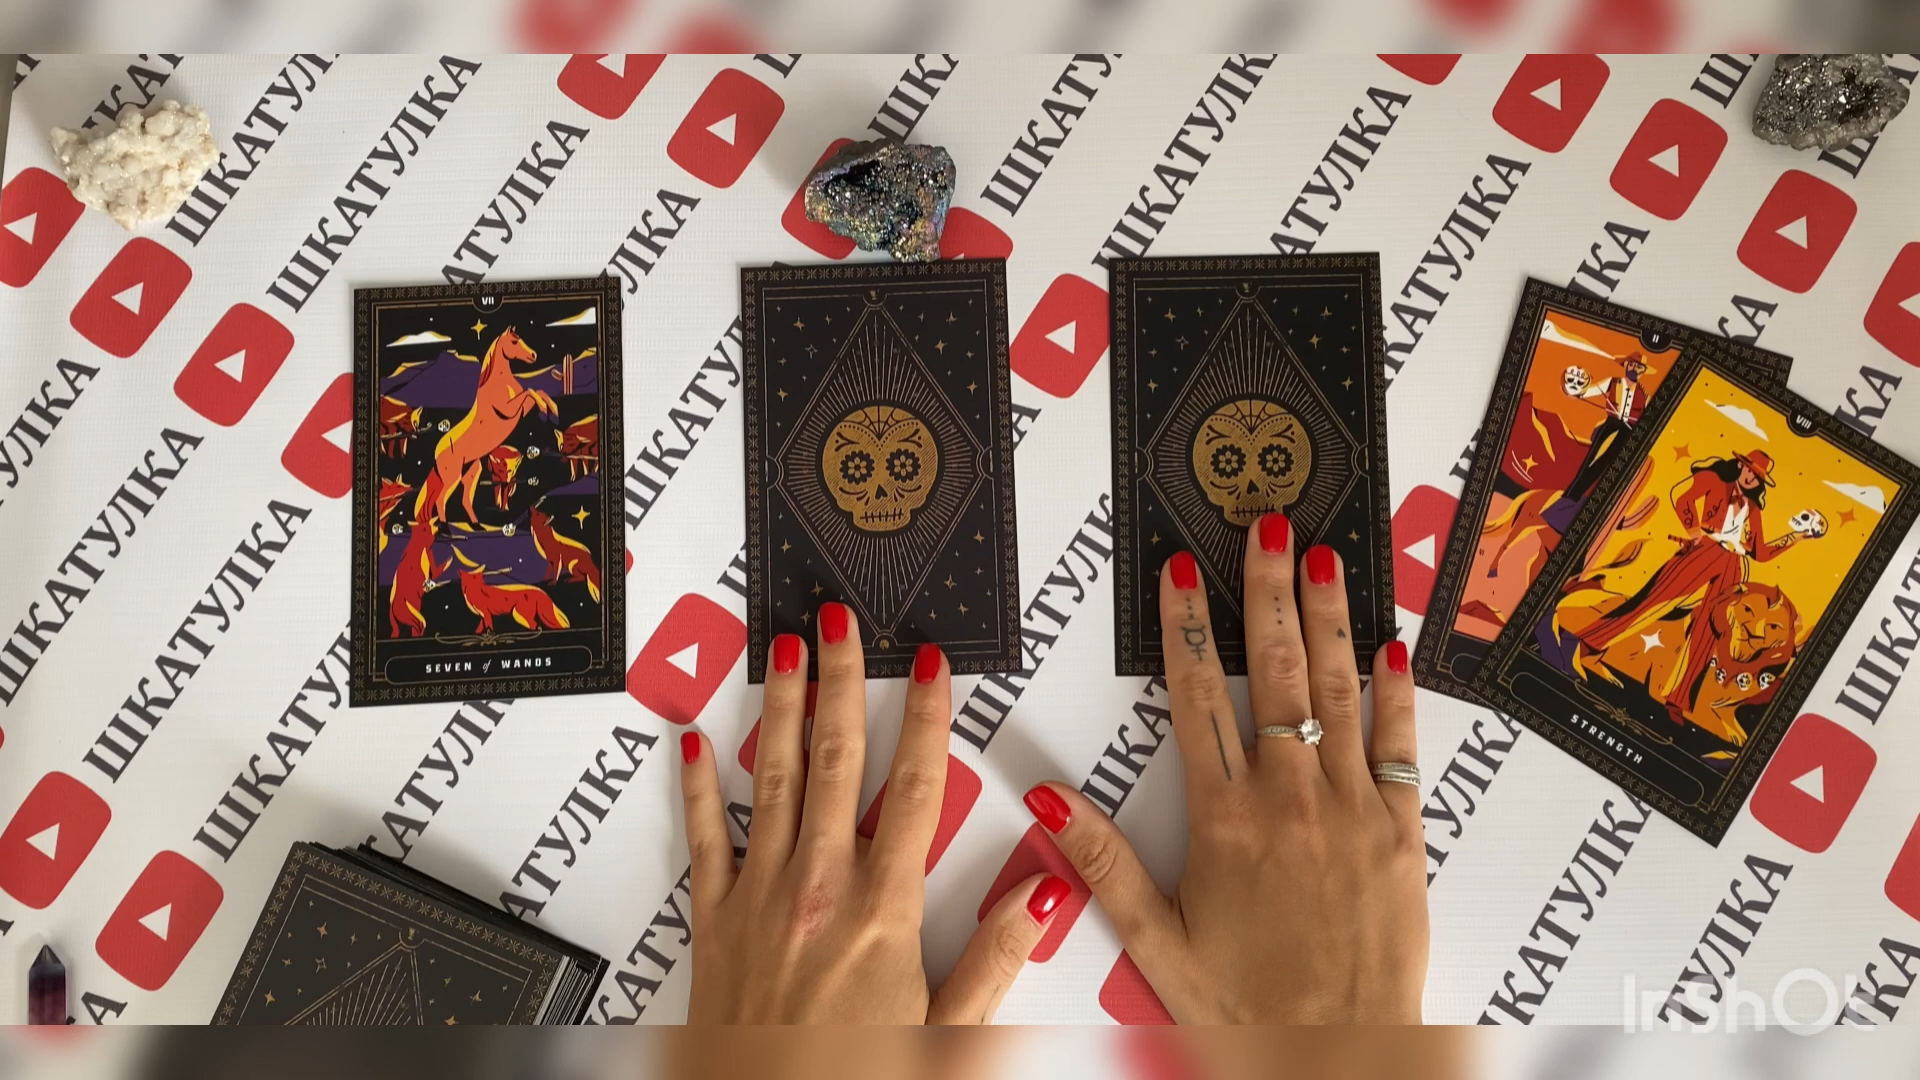 ШКАТУЛКА
VII
SEVEN of WANDS
II
VIII
STRENGTH
InShOt